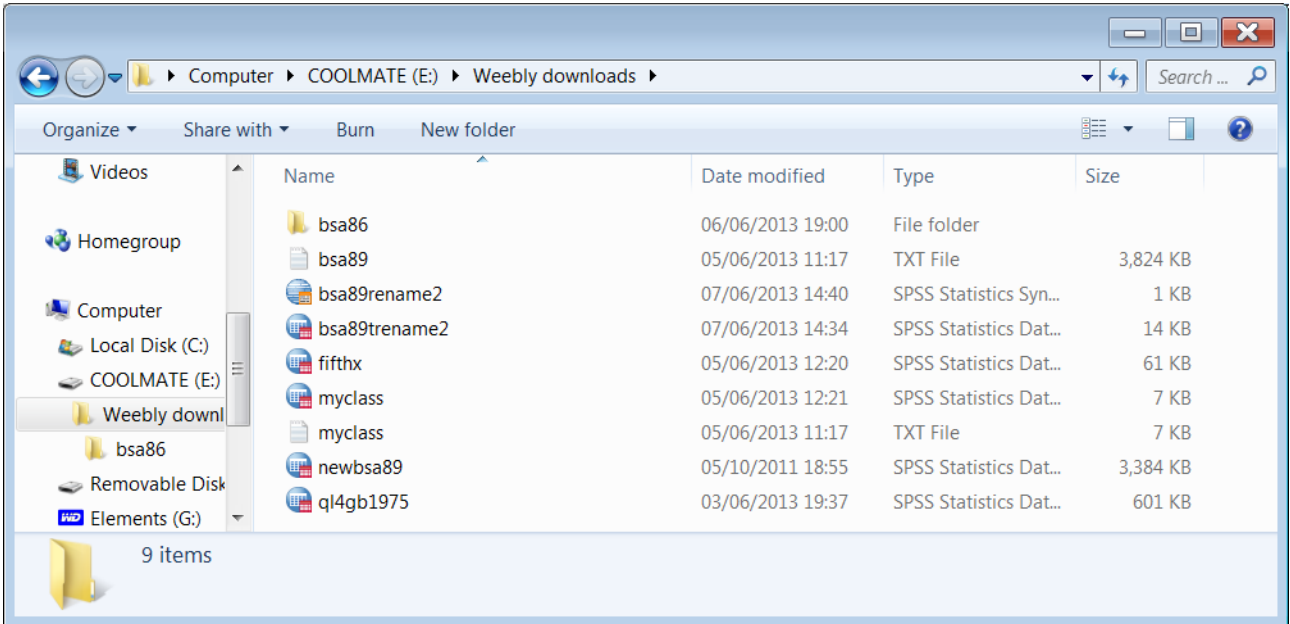 Computer ▸ COOLMATE (E:) ▸ Weebly downloads ▸ Search ...
Organize Share with Burn New folder
Videos
Homegroup
Computer
Local Disk (C:)
COOLMATE (E:)
Weebly downl
bsa86
Removable Disk
WD Elements (G:)
Name Date modified Type Size
bsa86 06/06/2013 19:00 File folder
bsa89 05/06/2013 11:17 TXT File 3,824 KB
bsa89rename2 07/06/2013 14:40 SPSS Statistics Syn... 1 KB
bsa89trename2 07/06/2013 14:34 SPSS Statistics Dat... 14 KB
fifthx 05/06/2013 12:20 SPSS Statistics Dat... 61 KB
myclass 05/06/2013 12:21 SPSS Statistics Dat... 7 KB
myclass 05/06/2013 11:17 TXT File 7 KB
newbsa89 05/10/2011 18:55 SPSS Statistics Dat... 3,384 KB
ql4gb1975 03/06/2013 19:37 SPSS Statistics Dat... 601 KB
9 items